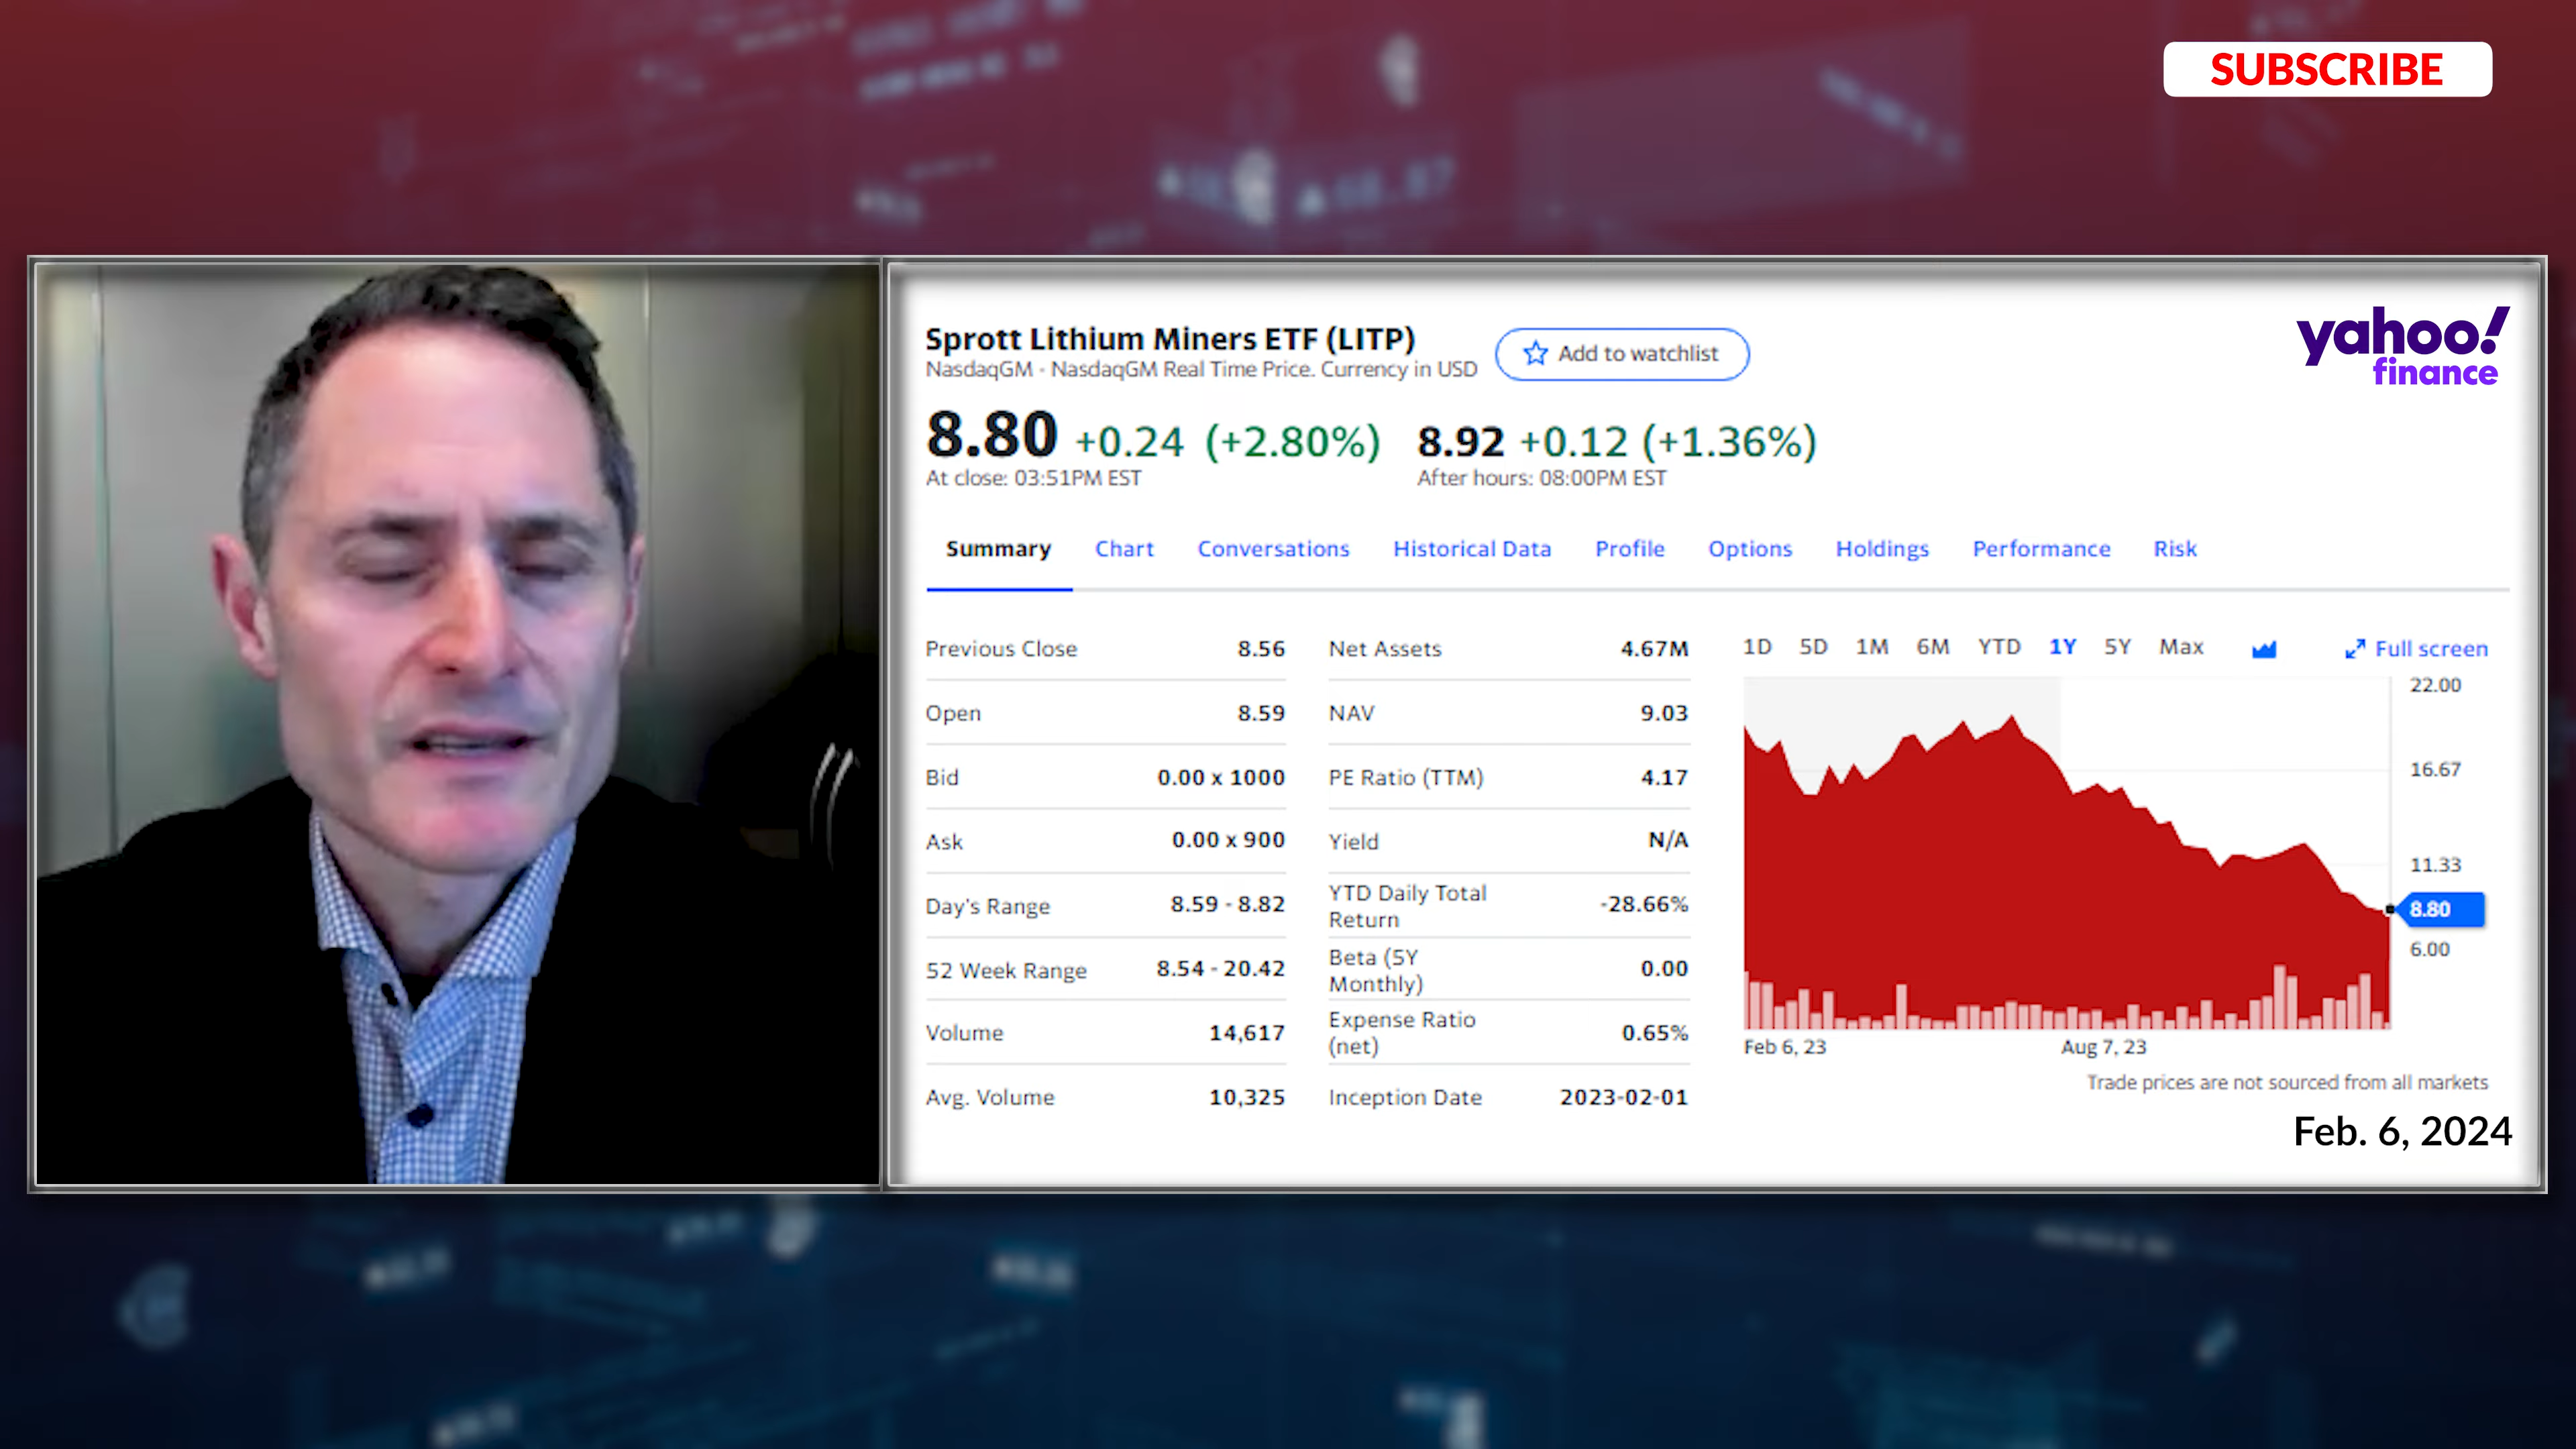 SUBSCRIBE
Sprott Lithium Miners ETF (LITP)
Add to watchlist
NasdaqGM - NasdaqGM Real Time Price. Currency in USD
yahoo!
finance
8.80 +0.24 (+2.80%) 8.92 +0.12 (+1.36%)
At close: 03:51PM EST After hours: 08:00PM EST
Summary Chart Conversations Historical Data Profile Options Holdings Performance Risk
Previous Close 8.56
Open 8.59
Bid 0.00 x 1000
Ask 0.00 x 900
Day's Range 8.59 - 8.82
52 Week Range 8.54 - 20.42
Volume 14,617
Avg. Volume 10,325
Net Assets 4.67M
NAV 9.03
PE Ratio (TTM) 4.17
Yield N/A
YTD Daily Total
Return -28.66%
Beta (5Y
Monthly) 0.00
Expense Ratio
(net) 0.65%
Inception Date 2023-02-01
1D 5D 1M 6M YTD 1Y 5Y Max Full screen
22.00
16.67
11.33
8.80
6.00
Feb 6, 23 Aug 7, 23
Trade prices are not sourced from all markets
Feb. 6, 2024